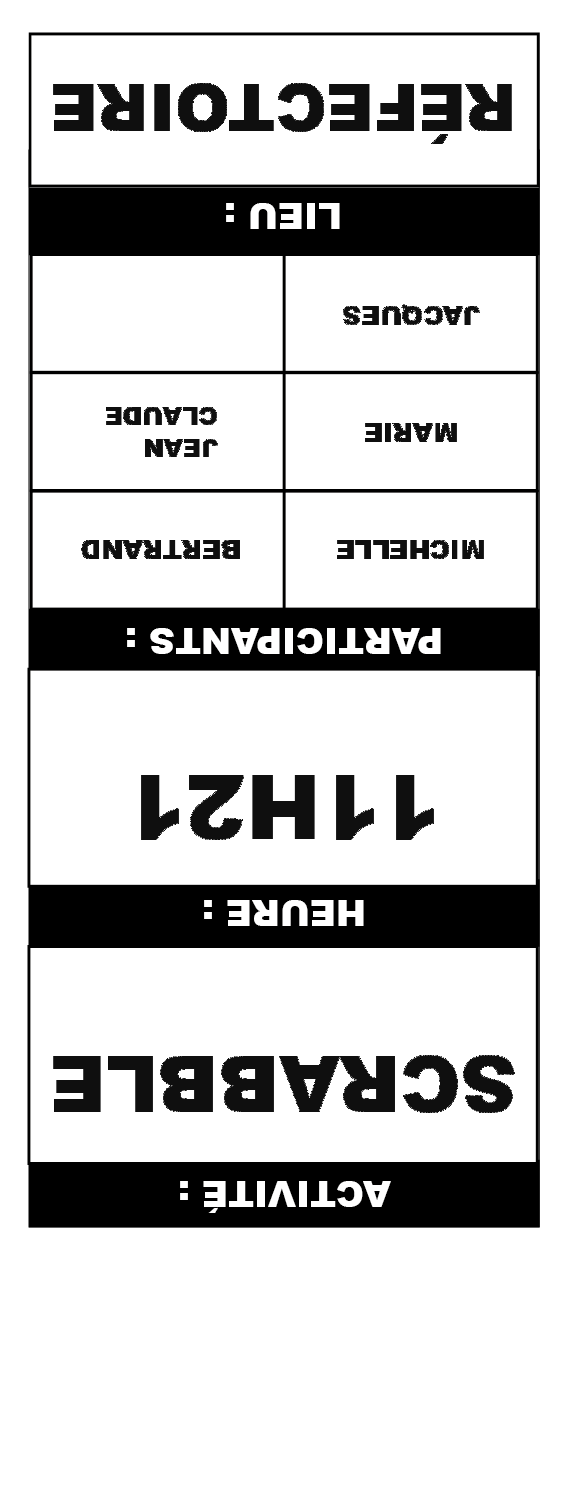 ACTIVITÉ :
SCRABBLE
HEURE :
11H21
PARTICIPANTS :
MICHELLE
BERTRAND
MARIE
JEAN
CLAUDE
JACQUES
LIEU :
RÉFECTOIRE